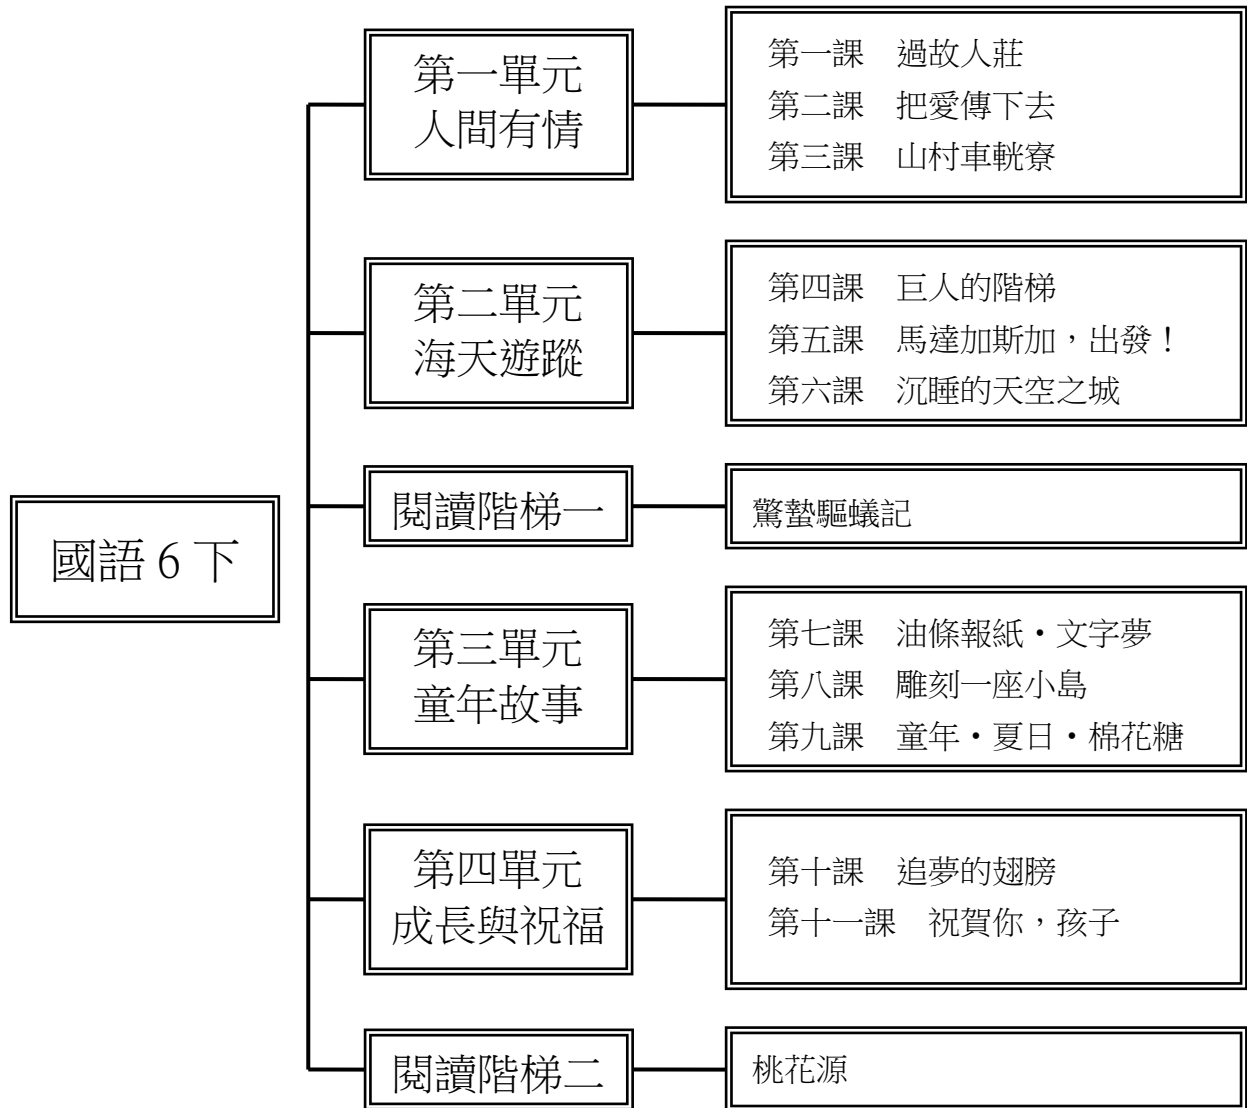 國語 6 下
第一單元
人間有情
第一課　過故人莊
第二課　把愛傳下去
第三課　山村車輄寮
第二單元
海天遊蹤
第四課　巨人的階梯
第五課　馬達加斯加，出發！
第六課　沉睡的天空之城
閱讀階梯一
驚蟄驅蟻記
第三單元
童年故事
第七課　油條報紙・文字夢
第八課　雕刻一座小島
第九課　童年・夏日・棉花糖
第四單元
成長與祝福
第十課　追夢的翅膀
第十一課　祝賀你，孩子
閱讀階梯二
桃花源